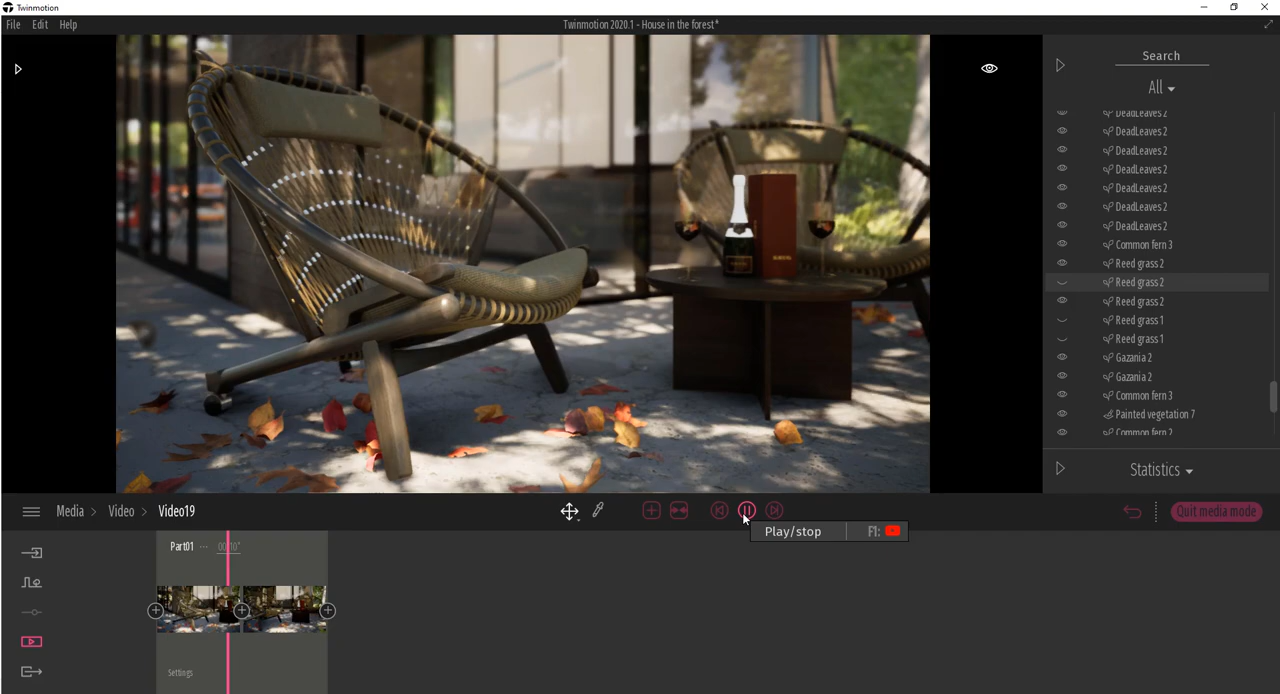 Twinmotion
File Edit Help
Twinmotion 2020.1 - House in the forest*
Search
All
DeadLeaves 2
DeadLeaves 2
DeadLeaves 2
DeadLeaves 2
DeadLeaves 2
DeadLeaves 2
DeadLeaves 2
Common fern 3
Reed grass 2
Reed grass 2
Reed grass 2
Reed grass 1
Reed grass 1
Gazania 2
Gazania 2
Common fern 3
Painted vegetation 7
Common fern 2
Statistics
KRUG
Media > Video > Video19
Quit media mode
Play/stop F1:
Part01 ... 00:10"
Settings